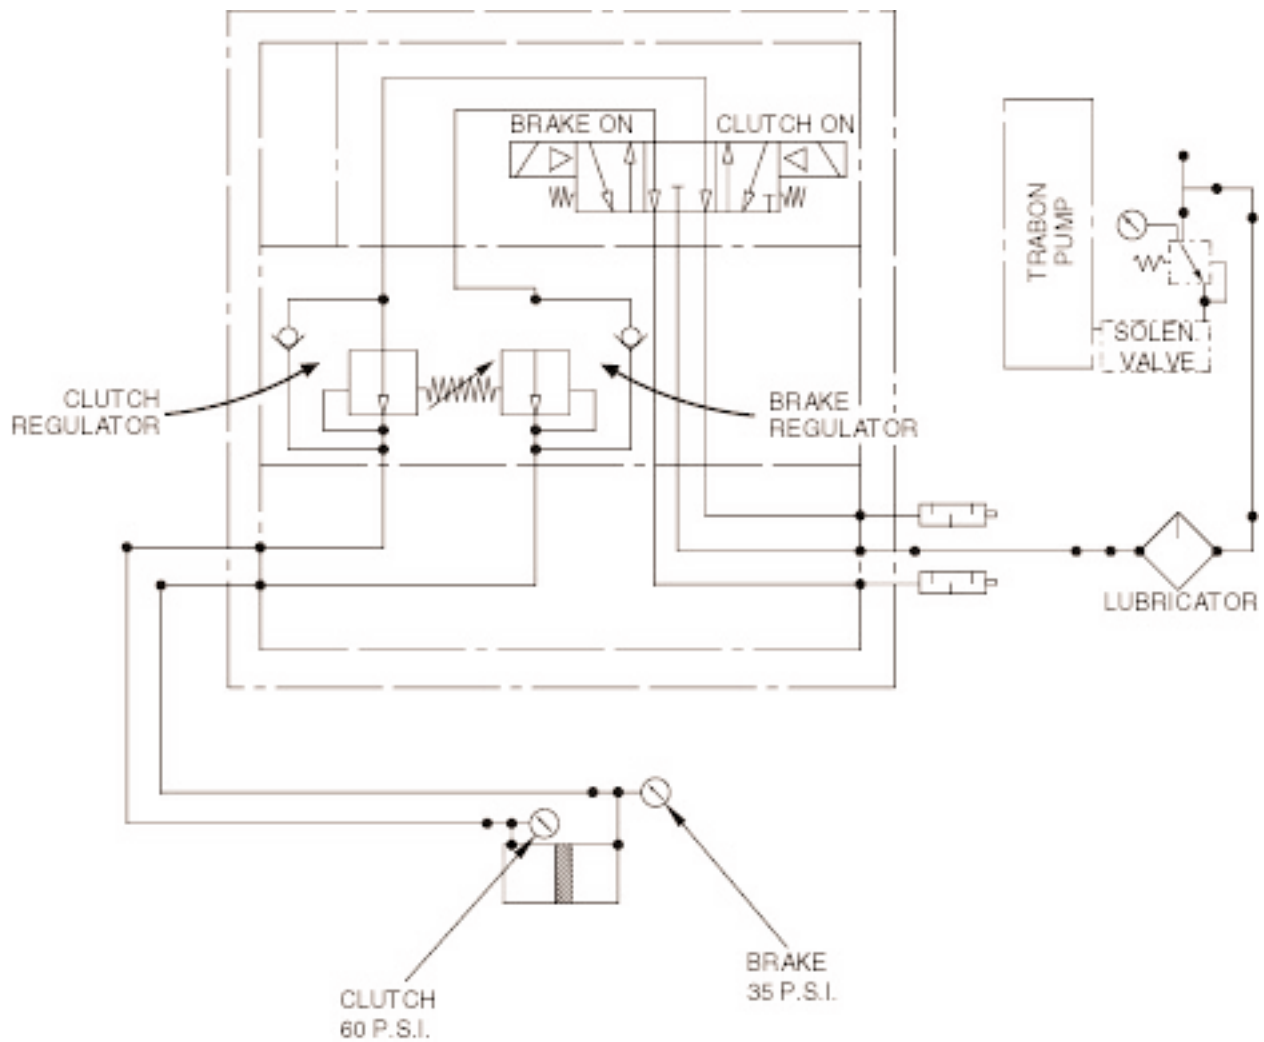 BRAKE ON
CLUTCH ON
TRABON
PUMP
SOLEN.
VALVE
CLUTCH
REGULATOR
BRAKE
REGULATOR
LUBRICATOR
BRAKE
35 P.S.I.
CLUTCH
60 P.S.I.